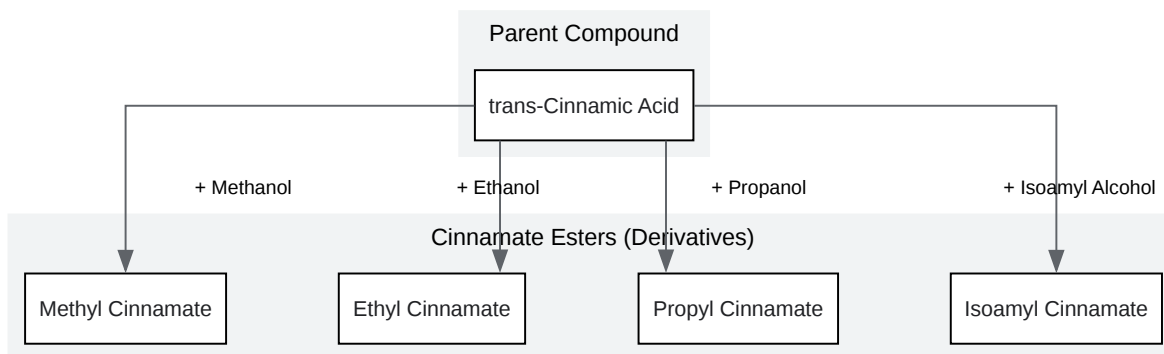 Parent Compound
trans-Cinnamic Acid
+ Methanol
+ Ethanol
+ Propanol
+ Isoamyl Alcohol
Cinnamate Esters (Derivatives)
Methyl Cinnamate
Ethyl Cinnamate
Propyl Cinnamate
Isoamyl Cinnamate